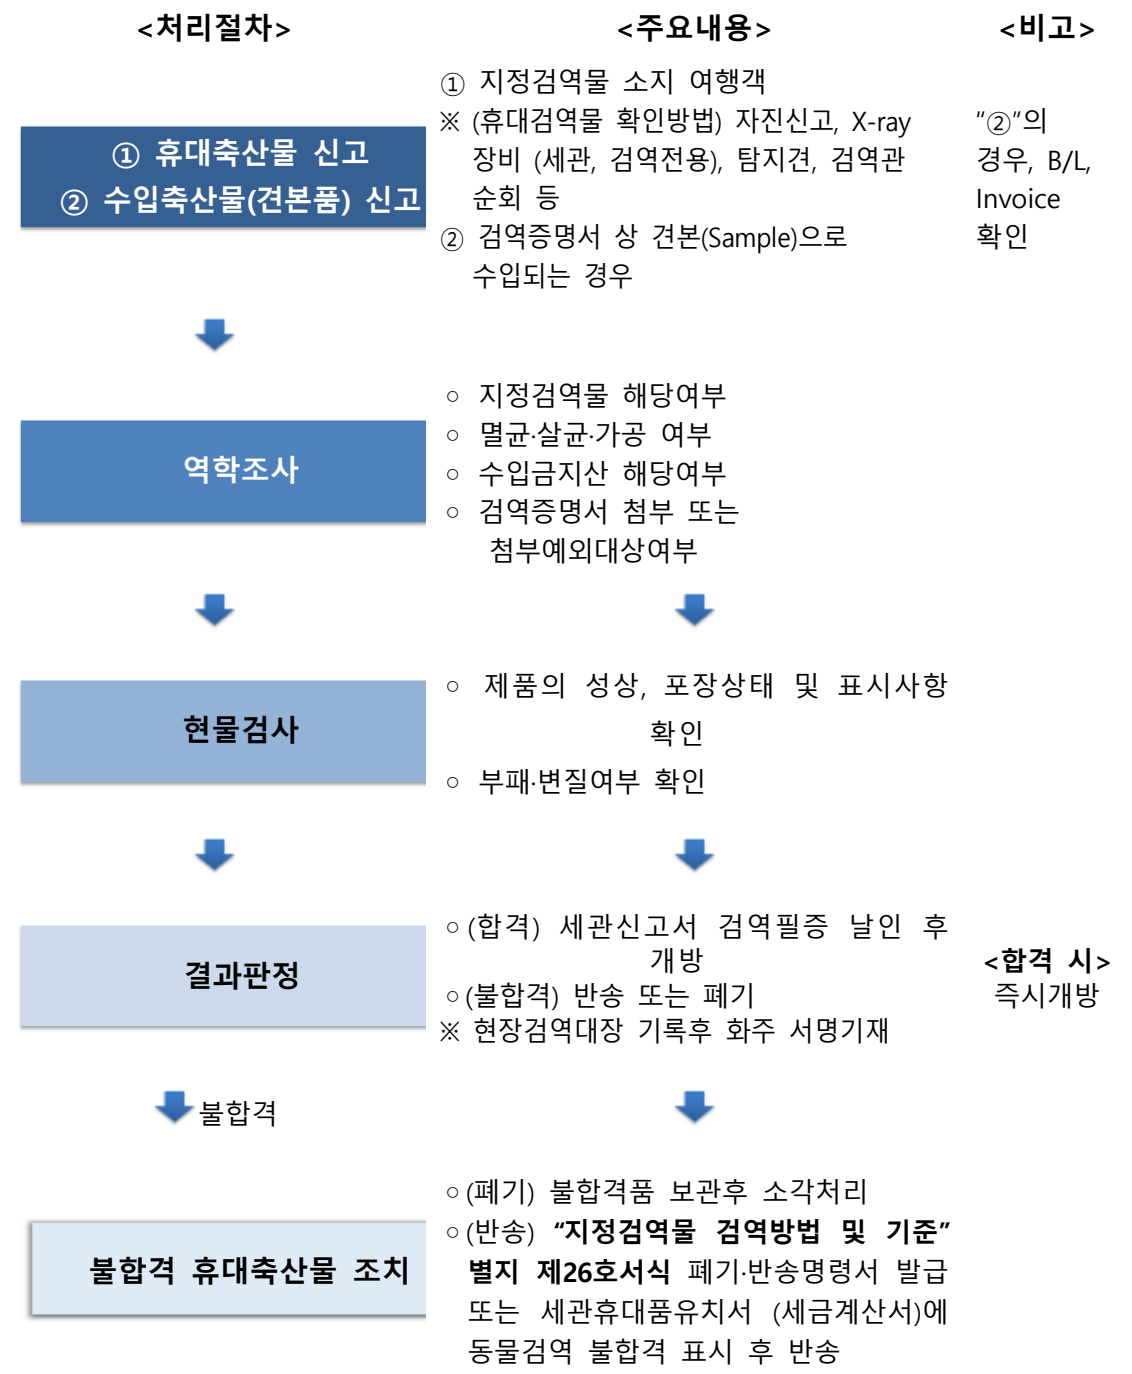 <처리절차>
<주요내용>
<비고>
① 휴대축산물 신고
② 수입축산물(견본품) 신고
① 지정검역물 소지 여행객
※ (휴대검역물 확인방법) 자진신고, X-ray
장비 (세관, 검역전용), 탐지견, 검역관
순회 등
② 검역증명서 상 견본(Sample)으로
수입되는 경우
“②”의
경우, B/L,
Invoice
확인
역학조사
○ 지정검역물 해당여부
○ 멸균·살균·가공 여부
○ 수입금지산 해당여부
○ 검역증명서 첨부 또는
첨부예외대상여부
현물검사
○ 제품의 성상, 포장상태 및 표시사항
확인
○ 부패·변질여부 확인
결과판정
○ (합격) 세관신고서 검역필증 날인 후
개방
○ (불합격) 반송 또는 폐기
※ 현장검역대장 기록후 화주 서명기재
<합격 시>
즉시개방
불합격
불합격 휴대축산물 조치
○ (폐기) 불합격품 보관후 소각처리
○ (반송) “지정검역물 검역방법 및 기준”
별지 제26호서식 폐기·반송명령서 발급
또는 세관휴대품유치서 (세금계산서)에
동물검역 불합격 표시 후 반송